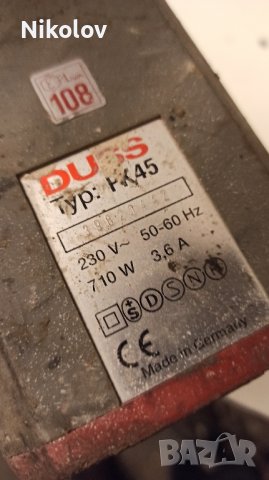 Nikolov
108
DUSS
Typ: PK45
230 V~ 50-60 Hz
710 W 3,6 A
S D S N
CE
Made in Germany
BAZAR